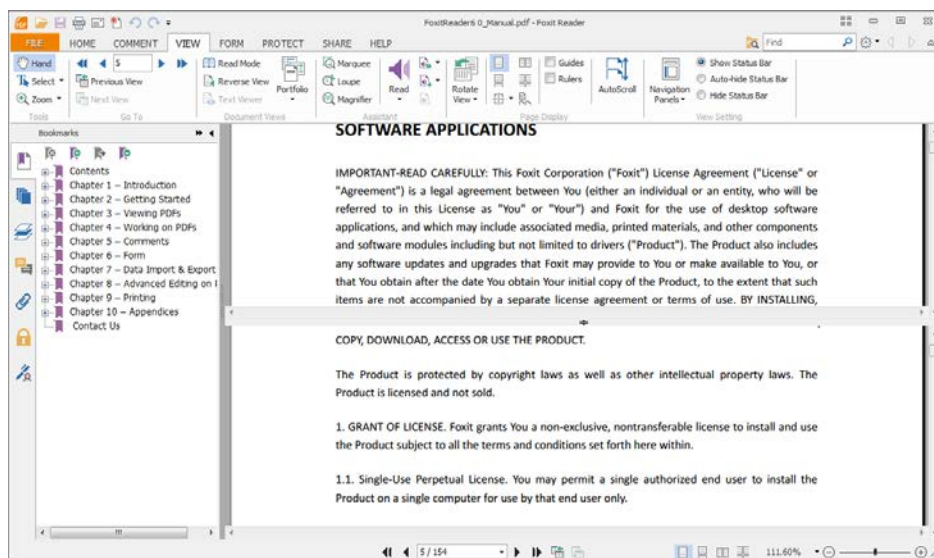 FoxitReader6 0_Manual.pdf - Foxit Reader
FILE HOME COMMENT VIEW FORM PROTECT SHARE HELP
Find
Hand
Select
Zoom
Tools
5
Previous View
Next View
Go To
Read Mode
Reverse View
Text Viewer
Portfolio
Document Views
Marquee
Loupe
Magnifier
Read
Assistant
Rotate
View
Guides
Rulers
Page Display
AutoScroll
Navigation
Panels
Show Status Bar
Auto-hide Status Bar
Hide Status Bar
View Setting
Bookmarks
Contents
Chapter 1 – Introduction
Chapter 2 – Getting Started
Chapter 3 – Viewing PDFs
Chapter 4 – Working on PDFs
Chapter 5 – Comments
Chapter 6 – Form
Chapter 7 – Data Import & Export
Chapter 8 – Advanced Editing on
Chapter 9 – Printing
Chapter 10 – Appendices
Contact Us
SOFTWARE APPLICATIONS
IMPORTANT-READ CAREFULLY: This Foxit Corporation ("Foxit") License Agreement ("License" or
"Agreement") is a legal agreement between You (either an individual or an entity, who will be
referred to in this License as "You" or "Your") and Foxit for the use of desktop software
applications, and which may include associated media, printed materials, and other components
and software modules including but not limited to drivers ("Product"). The Product also includes
any software updates and upgrades that Foxit may provide to You or make available to You, or
that You obtain after the date You obtain Your initial copy of the Product, to the extent that such
items are not accompanied by a separate license agreement or terms of use. BY INSTALLING,
COPY, DOWNLOAD, ACCESS OR USE THE PRODUCT.
The Product is protected by copyright laws as well as other intellectual property laws. The
Product is licensed and not sold.
1. GRANT OF LICENSE. Foxit grants You a non-exclusive, nontransferable license to install and use
the Product subject to all the terms and conditions set forth here within.
1.1. Single-Use Perpetual License. You may permit a single authorized end user to install the
Product on a single computer for use by that end user only.
5 / 154
111.60%